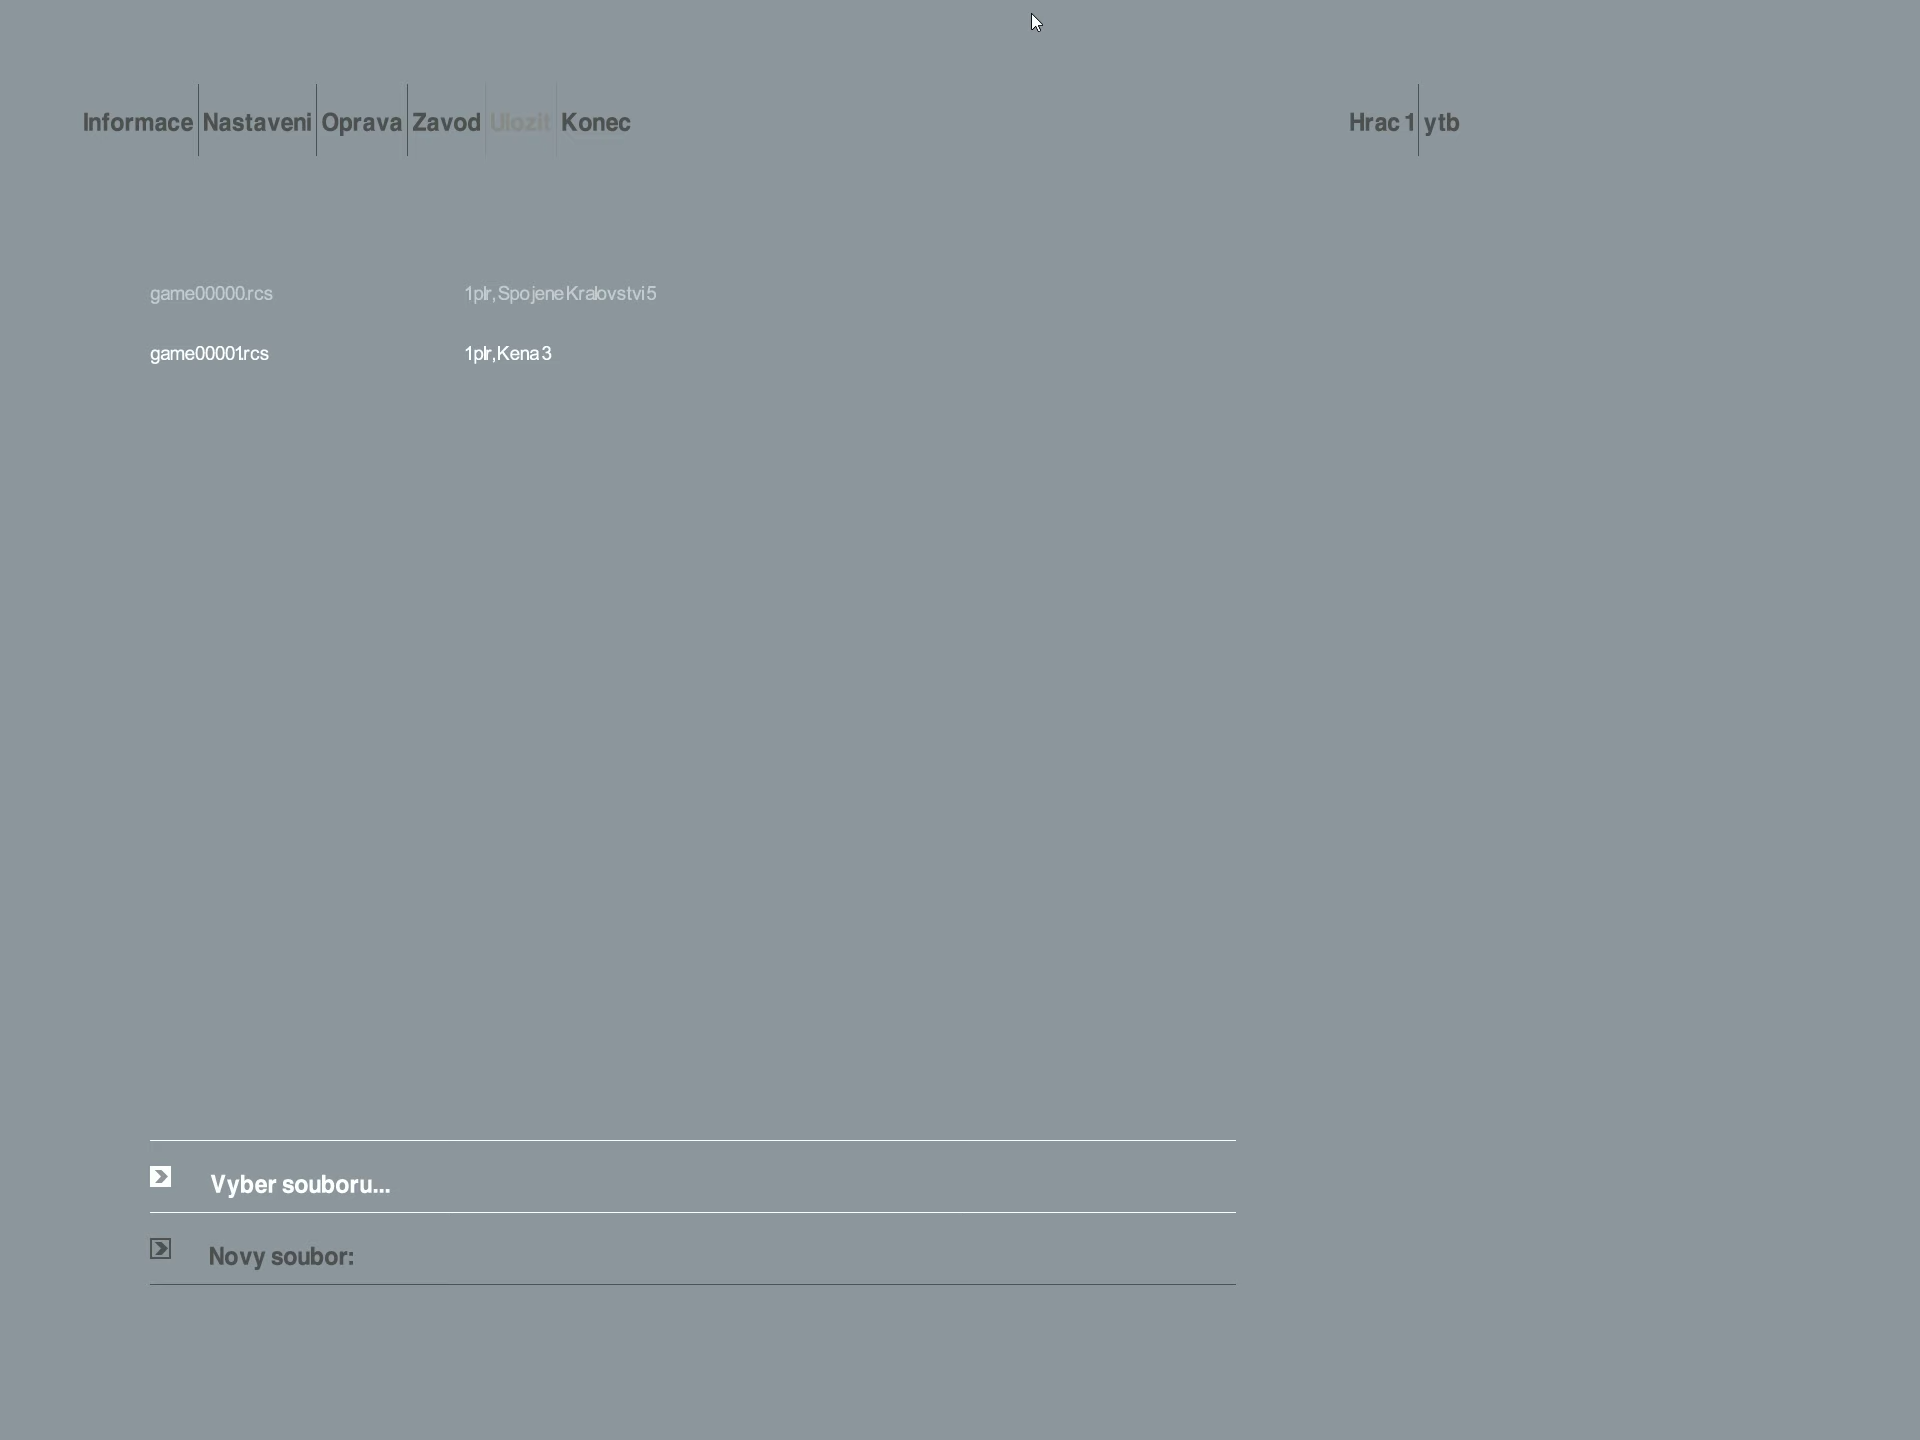 Informace Nastaveni Oprava Zavod Ulozit Konec Hrac 1 ytb
game00000.rcs 1plr, Spojene Kralovstvi 5
game00001.rcs 1plr, Kena 3
Vyber souboru...
Novy soubor: